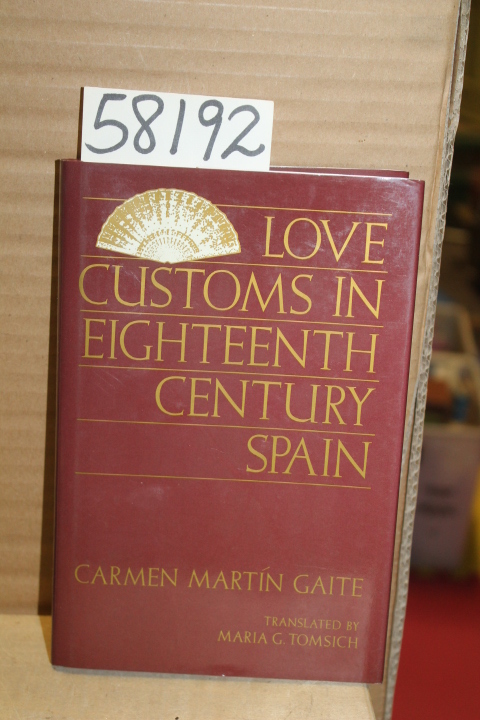 58192
LOVE
CUSTOMS IN
EIGHTEENTH
CENTURY
SPAIN
CARMEN MARTÍN GAITE
TRANSLATED BY
MARIA G. TOMSICH